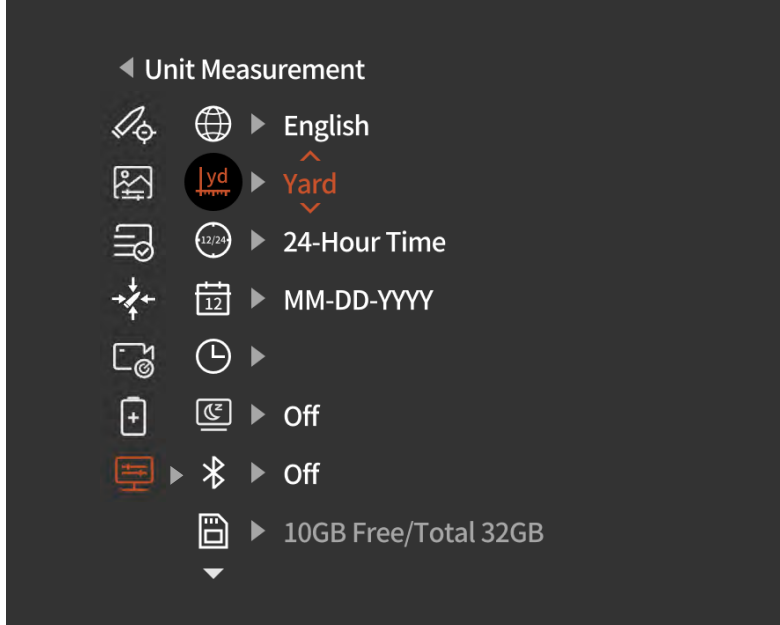 Unit Measurement
English
yd
Yard
12/24
24-Hour Time
12
MM-DD-YYYY
Off
Off
10GB Free/Total 32GB